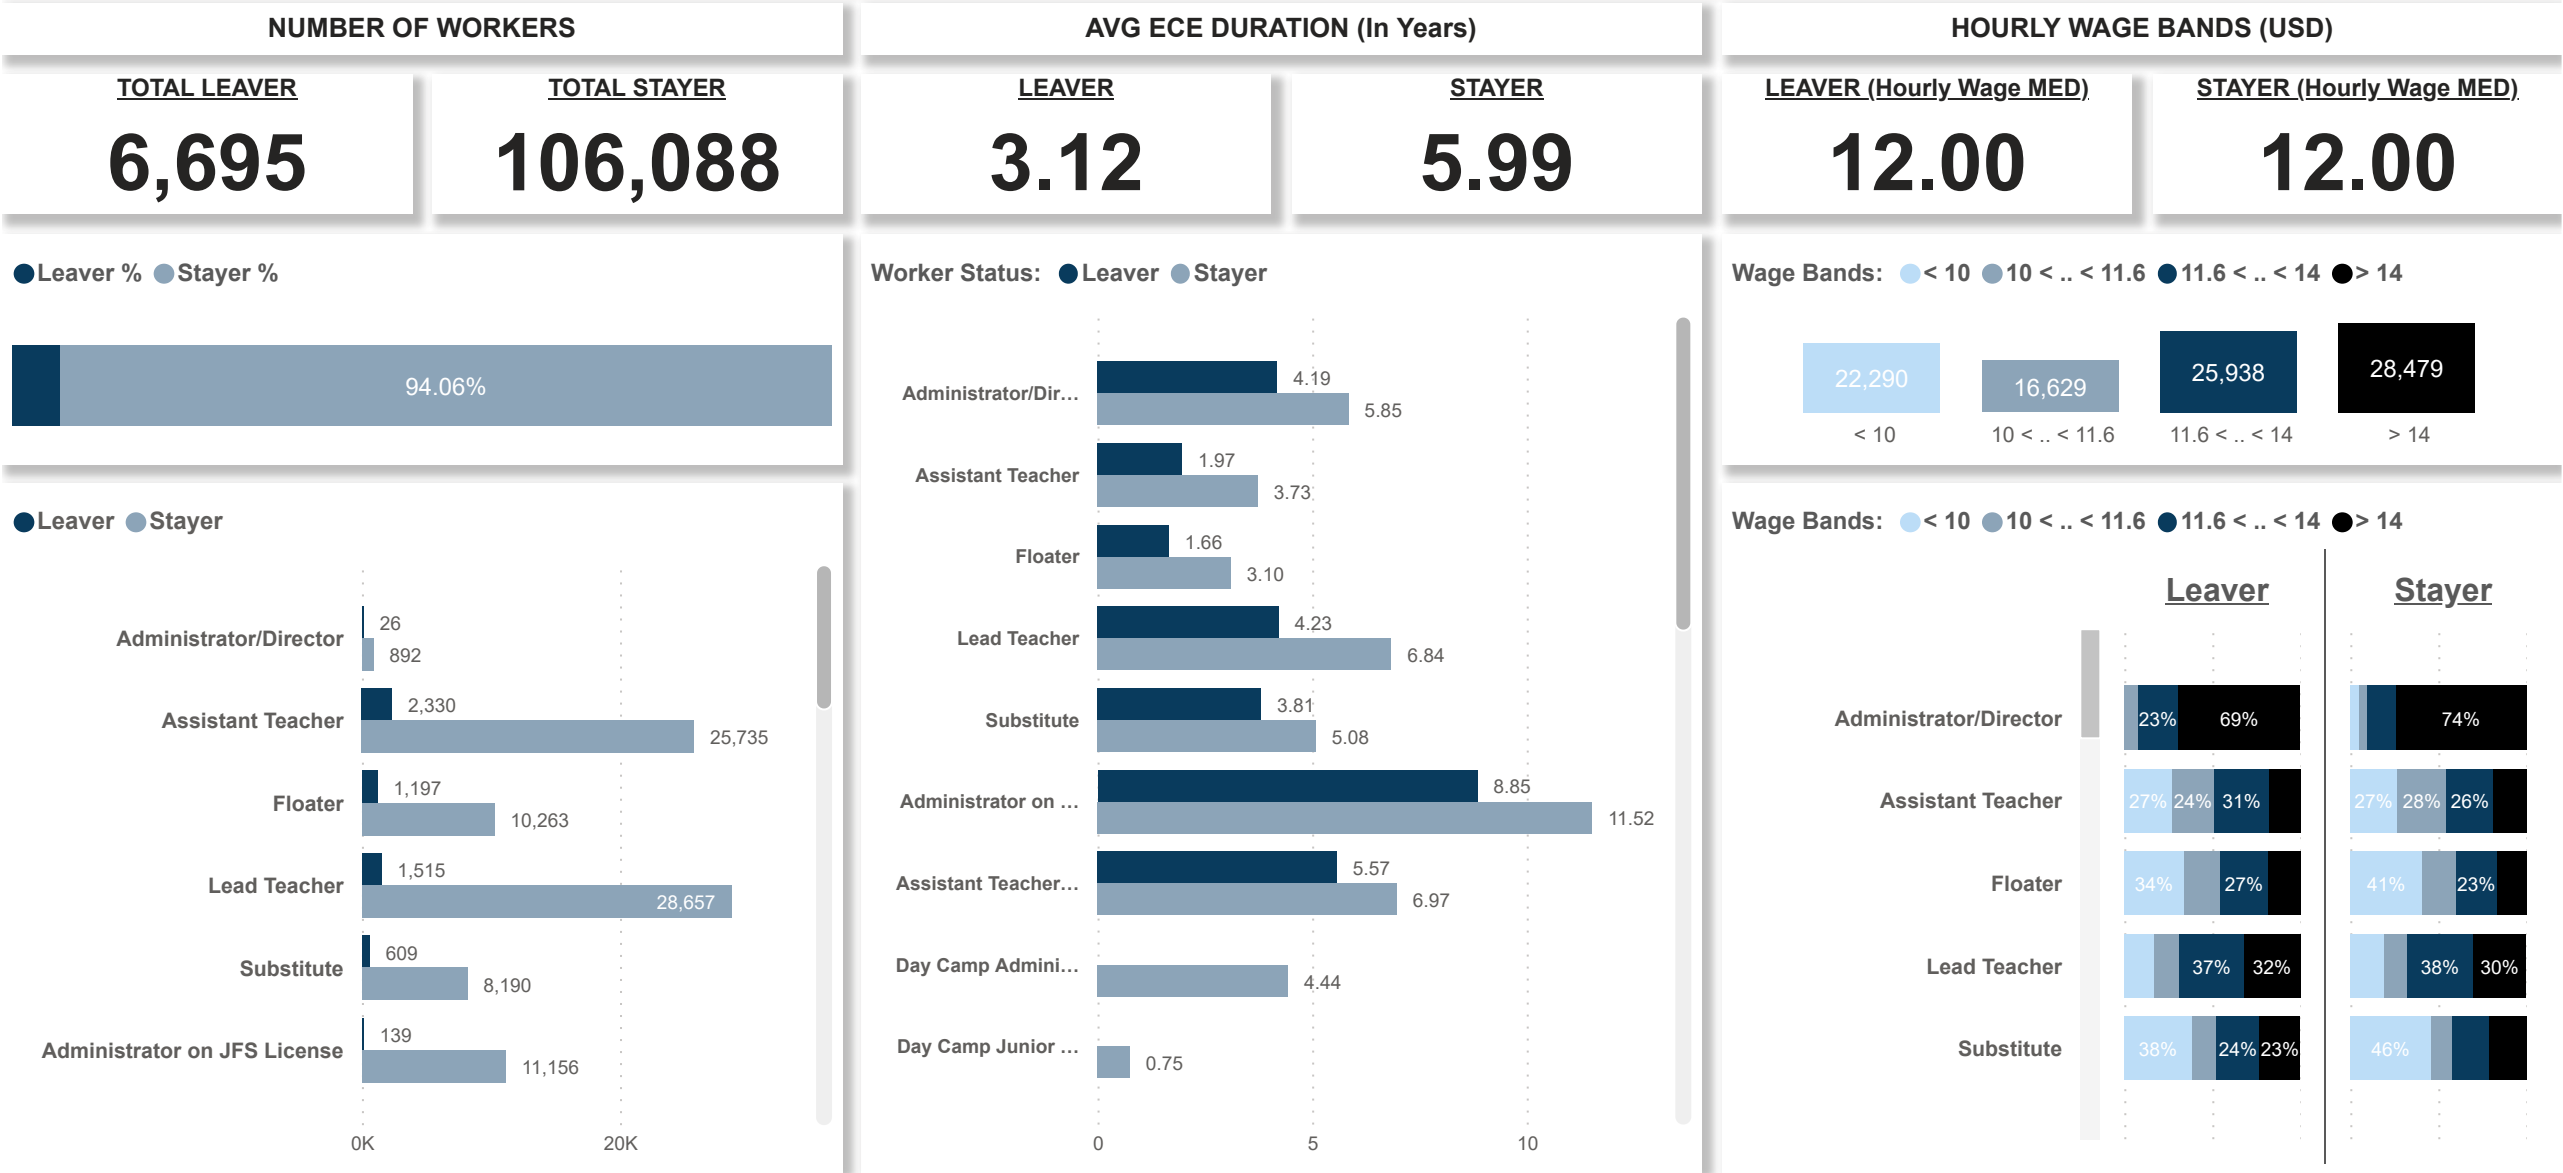 NUMBER OF WORKERS
TOTAL LEAVER
6,695
TOTAL STAYER
106,088
Leaver % Stayer %
94.06%
Leaver Stayer
Administrator/Director
26
892
Assistant Teacher
2,330
25,735
Floater
1,197
10,263
Lead Teacher
1,515
28,657
Substitute
609
8,190
Administrator on JFS License
139
11,156
0K 20K
AVG ECE DURATION (In Years)
LEAVER
3.12
STAYER
5.99
Worker Status: Leaver Stayer
Administrator/Dir...
4.19
5.85
Assistant Teacher
1.97
3.73
Floater
1.66
3.10
Lead Teacher
4.23
6.84
Substitute
3.81
5.08
Administrator on ...
8.85
11.52
Assistant Teacher...
5.57
6.97
Day Camp Admini...
4.44
Day Camp Junior ...
0.75
0 5 10
HOURLY WAGE BANDS (USD)
LEAVER (Hourly Wage MED)
12.00
STAYER (Hourly Wage MED)
12.00
Wage Bands: < 10 10 < .. < 11.6 11.6 < .. < 14 > 14
22,290 16,629 25,938 28,479
< 10 10 < .. < 11.6 11.6 < .. < 14 > 14
Wage Bands: < 10 10 < .. < 11.6 11.6 < .. < 14 > 14
Leaver Stayer
Administrator/Director 23% 69% 74%
Assistant Teacher 27% 24% 31% 27% 28% 26%
Floater 34% 27% 41% 23%
Lead Teacher 37% 32% 38% 30%
Substitute 38% 24% 23% 46%